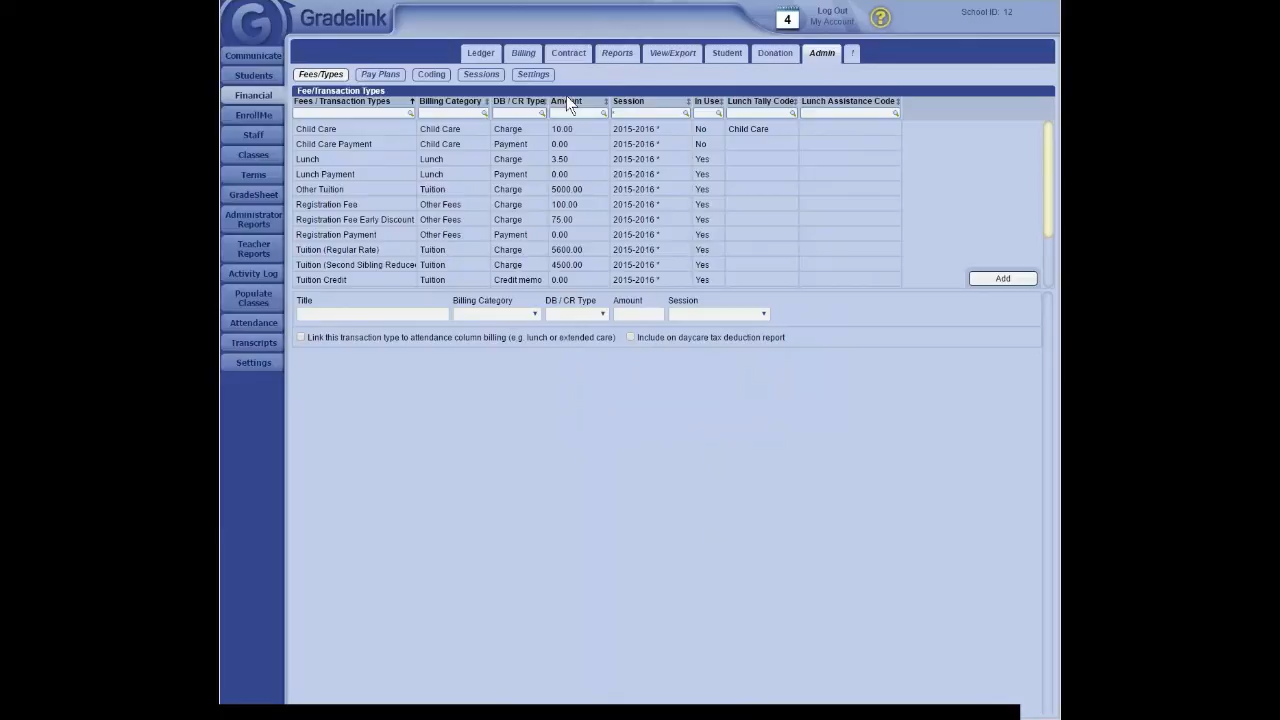 Gradelink
4
Log Out
My Account
?
School ID: 12
Communicate
Students
Financial
EnrollMe
Staff
Classes
Terms
GradeSheet
Administrator
Reports
Teacher
Reports
Activity Log
Populate
Classes
Attendance
Transcripts
Settings
Ledger Billing Contract Reports View/Export Student Donation Admin !
Fees/Types Pay Plans Coding Sessions Settings
Fee/Transaction Types
Fees / Transaction Types Billing Category DB / CR Type Amount Session In Use Lunch Tally Code Lunch Assistance Code
*
Child Care Child Care Charge 10.00 2015-2016 * No Child Care
Child Care Payment Child Care Payment 0.00 2015-2016 * No
Lunch Lunch Charge 3.50 2015-2016 * Yes
Lunch Payment Lunch Payment 0.00 2015-2016 * Yes
Other Tuition Tuition Charge 5000.00 2015-2016 * Yes
Registration Fee Other Fees Charge 100.00 2015-2016 * Yes
Registration Fee Early Discount Other Fees Charge 75.00 2015-2016 * Yes
Registration Payment Other Fees Payment 0.00 2015-2016 * Yes
Tuition (Regular Rate) Tuition Charge 5600.00 2015-2016 * Yes
Tuition (Second Sibling Reduce Tuition Charge 4500.00 2015-2016 * Yes
Tuition Credit Tuition Credit memo 0.00 2015-2016 * Yes
Add
Title Billing Category DB / CR Type Amount Session
Link this transaction type to attendance column billing (e.g. lunch or extended care) Include on daycare tax deduction report